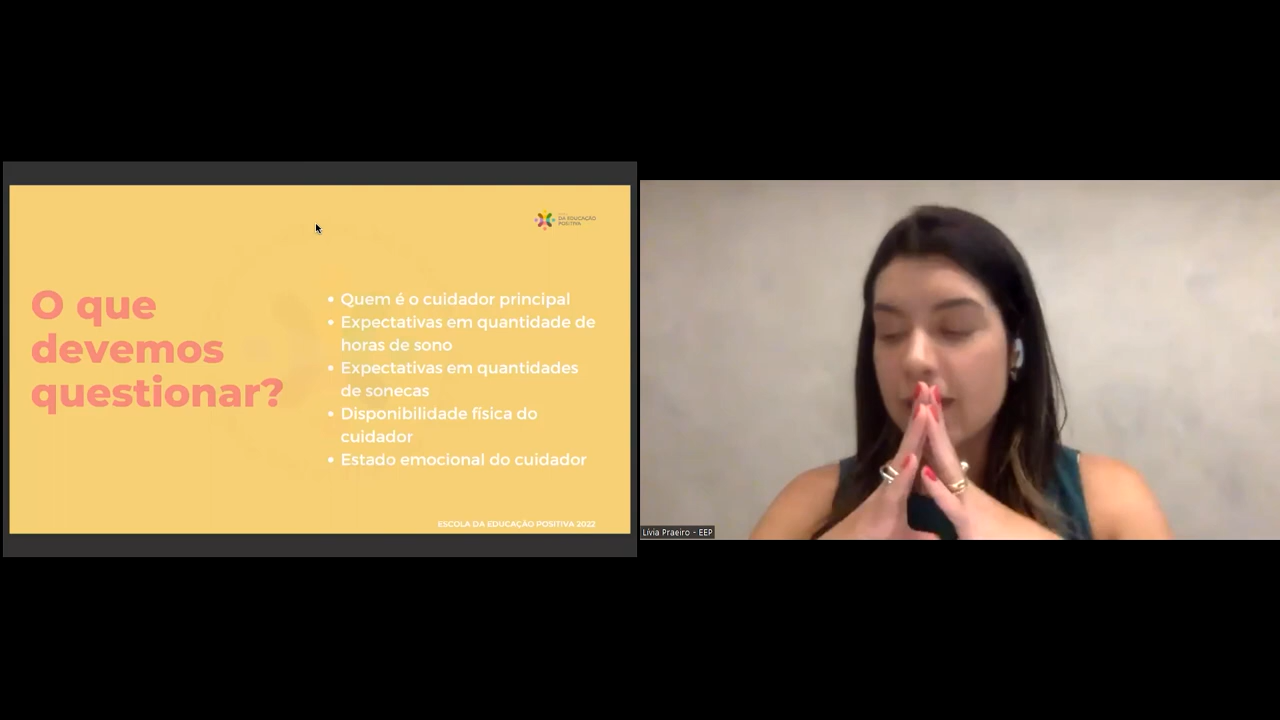 DA EDUCAÇÃO
POSITIVA
O que
devemos
questionar?
• Quem é o cuidador principal
• Expectativas em quantidade de
horas de sono
• Expectativas em quantidades
de sonecas
• Disponibilidade física do
cuidador
• Estado emocional do cuidador
ESCOLA DA EDUCAÇÃO POSITIVA 2022
Lívia Praeiro - EEP